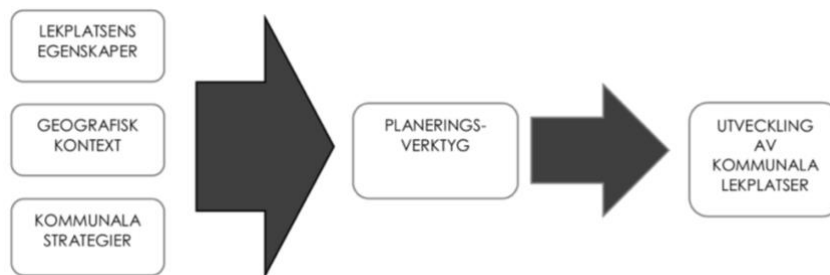 LEKPLATSENS
EGENSKAPER
GEOGRAFISK
KONTEXT
KOMMUNALA
STRATEGIER
PLANERINGS-
VERKTYG
UTVECKLING
AV
KOMMUNALA
LEKPLATSER